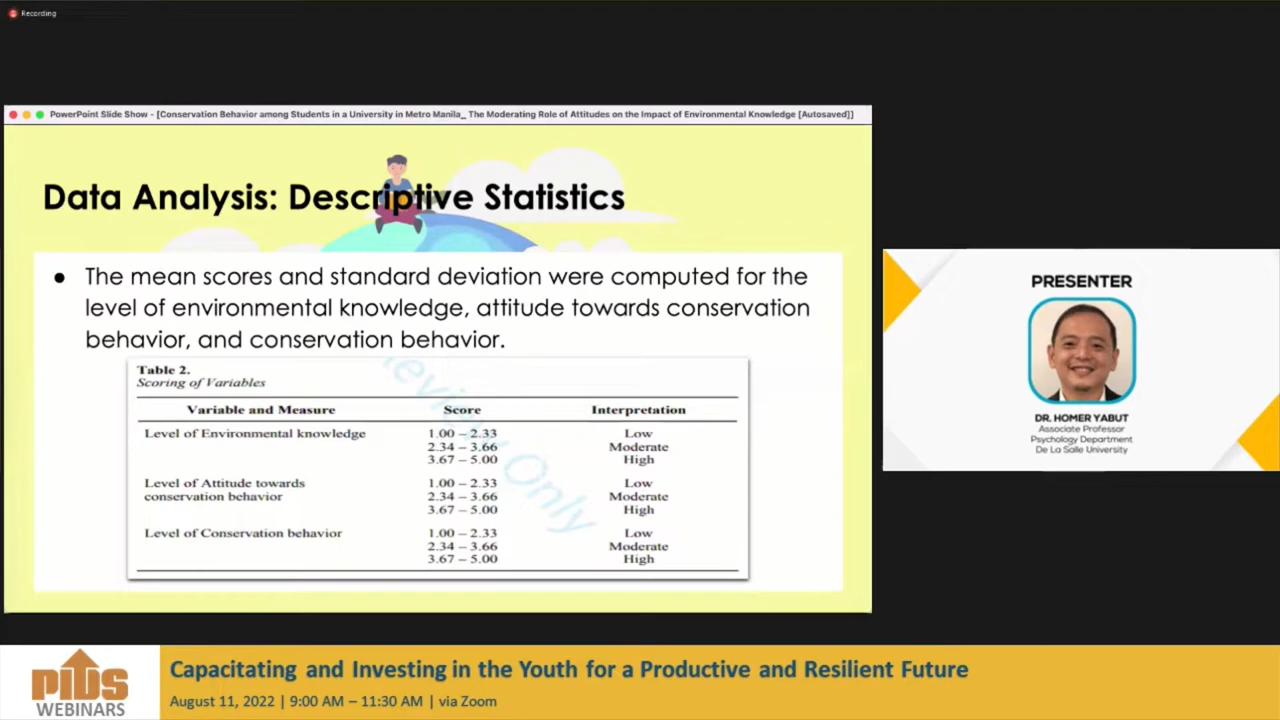 Recording
PowerPoint Slide Show - [Conservation Behavior among Students in a University in Metro Manila_ The Moderating Role of Attitudes on the Impact of Environmental Knowledge [Autosaved]]
Data Analysis: Descriptive Statistics
● The mean scores and standard deviation were computed for the
level of environmental knowledge, attitude towards conservation
behavior, and conservation behavior.
Table 2.
Scoring of Variables
Variable and Measure Score Interpretation
Level of Environmental knowledge 1.00 – 2.33 Low
2.34 – 3.66 Moderate
3.67 – 5.00 High
Level of Attitude towards 1.00 – 2.33 Low
conservation behavior 2.34 – 3.66 Moderate
3.67 – 5.00 High
Level of Conservation behavior 1.00 – 2.33 Low
2.34 – 3.66 Moderate
3.67 – 5.00 High
Only
PRESENTER
DR. HOMER YABUT
Associate Professor
Psychology Department
De La Salle University
PIDS
WEBINARS
Capacitating and Investing in the Youth for a Productive and Resilient Future
August 11, 2022 | 9:00 AM – 11:30 AM | via Zoom